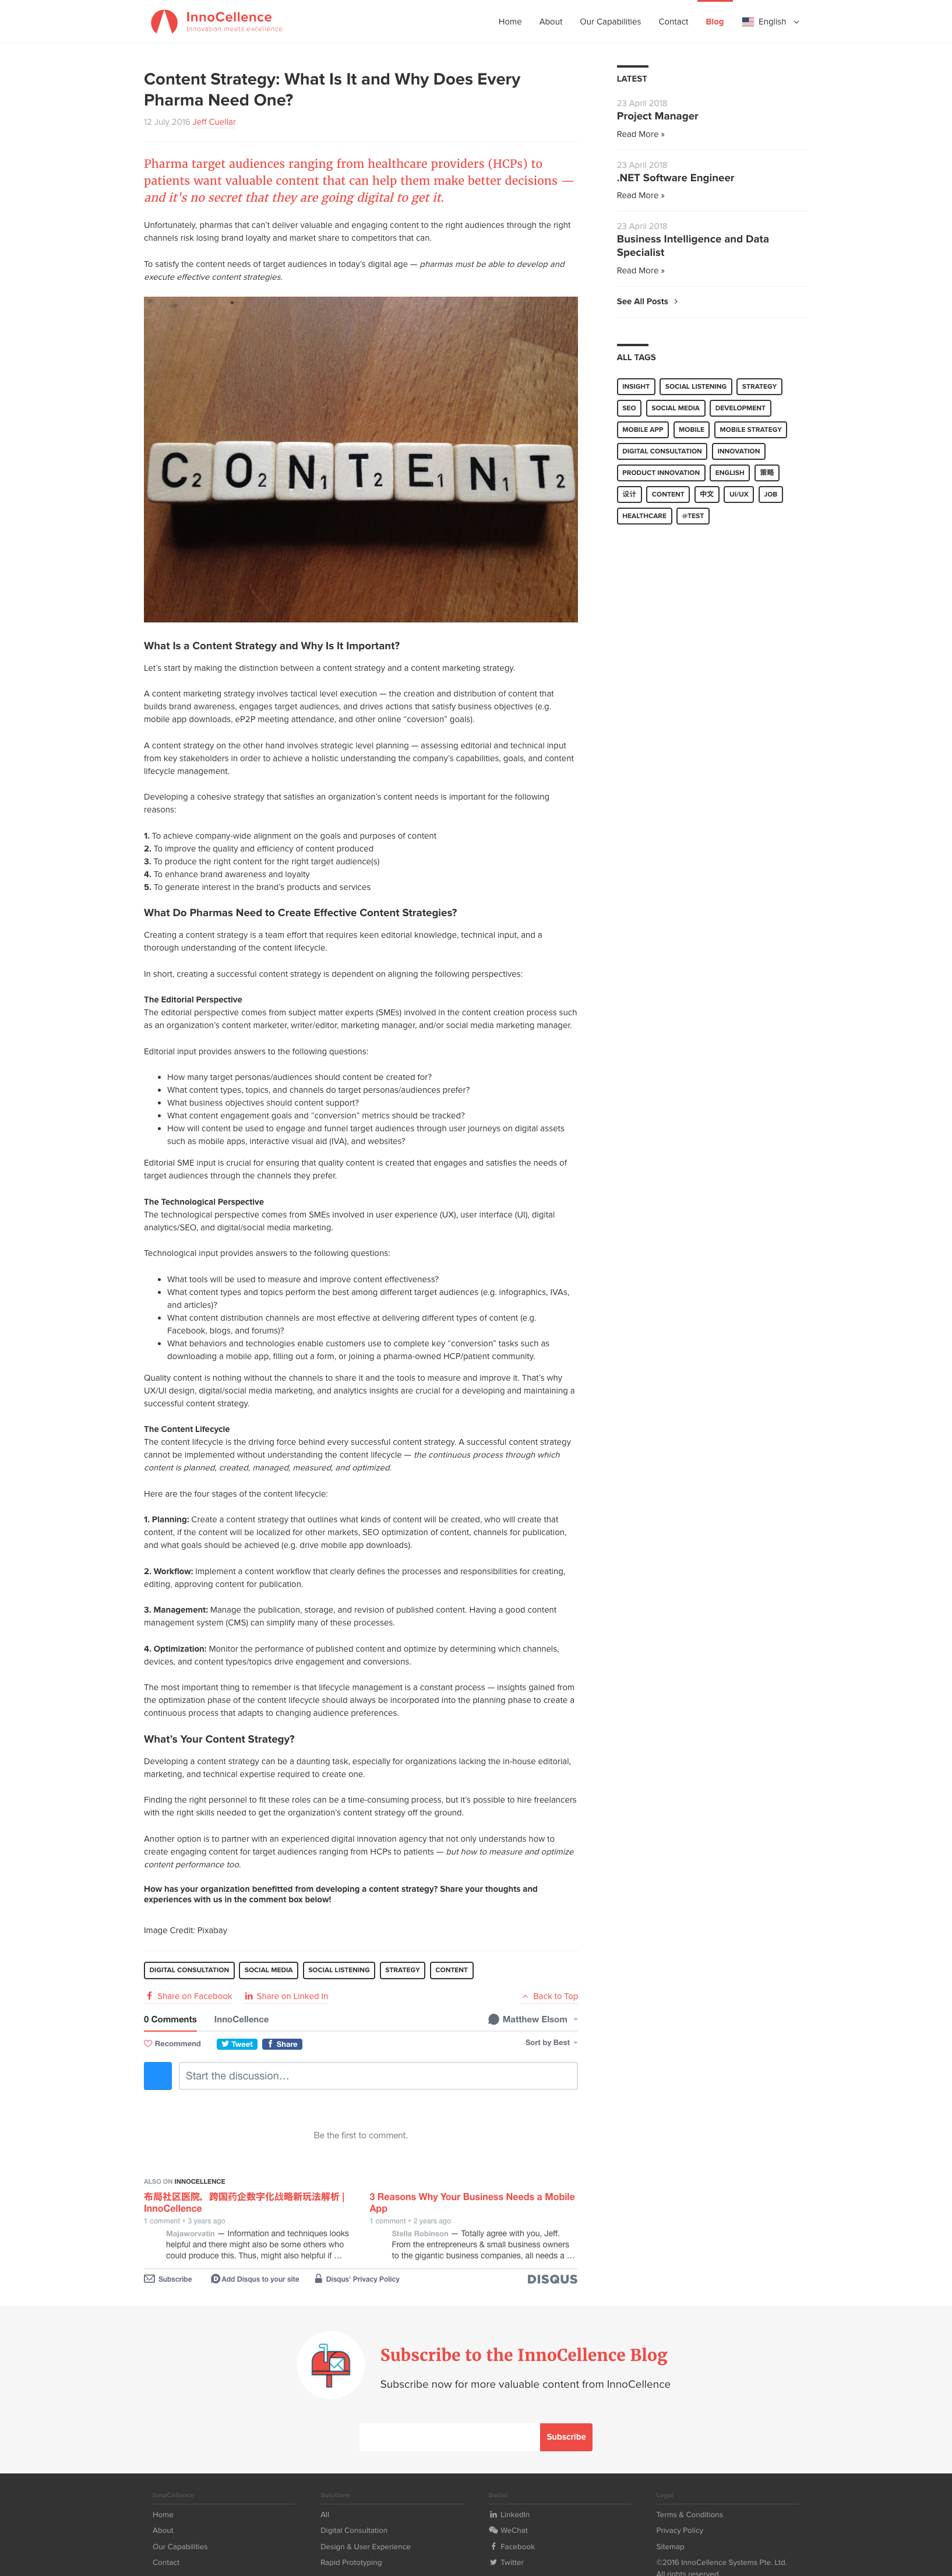 InnoCellence
Innovation meets excellence
Home
About
Our Capabilities
Contact
Blog
English
Content Strategy: What Is It and Why Does Every
Pharma Need One?
12 July 2016 Jeff Cuellar
Pharma target audiences ranging from healthcare providers (HCPs) to
patients want valuable content that can help them make better decisions —
and it's no secret that they are going digital to get it.
Unfortunately, pharmas that can't deliver valuable and engaging content to the right audiences through the right
channels risk losing brand loyalty and market share to competitors that can.
To satisfy the content needs of target audiences in today's digital age — pharmas must be able to develop and
execute effective content strategies.
C2 O2 N1 T1 E1 N2 T2
What Is a Content Strategy and Why Is It Important?
Let's start by making the distinction between a content strategy and a content marketing strategy.
A content marketing strategy involves tactical level execution — the creation and distribution of content that
builds brand awareness, engages target audiences, and drives actions that satisfy business objectives (e.g.
mobile app downloads, eP2P meeting attendance, and other online "coversion" goals).
A content strategy on the other hand involves strategic level planning — assessing editorial and technical input
from key stakeholders in order to achieve a holistic understanding the company's capabilities, goals, and content
lifecycle management.
Developing a cohesive strategy that satisfies an organization's content needs is important for the following
reasons:
1. To achieve company-wide alignment on the goals and purposes of content
2. To improve the quality and efficiency of content produced
3. To produce the right content for the right target audience(s)
4. To enhance brand awareness and loyalty
5. To generate interest in the brand's products and services
What Do Pharmas Need to Create Effective Content Strategies?
Creating a content strategy is a team effort that requires keen editorial knowledge, technical input, and a
thorough understanding of the content lifecycle.
In short, creating a successful content strategy is dependent on aligning the following perspectives:
The Editorial Perspective
The editorial perspective comes from subject matter experts (SMEs) involved in the content creation process such
as an organization's content marketer, writer/editor, marketing manager, and/or social media marketing manager.
Editorial input provides answers to the following questions:
• How many target personas/audiences should content be created for?
• What content types, topics, and channels do target personas/audiences prefer?
• What business objectives should content support?
• What content engagement goals and "conversion" metrics should be tracked?
• How will content be used to engage and funnel target audiences through user journeys on digital assets
such as mobile apps, interactive visual aid (IVA), and websites?
Editorial SME input is crucial for ensuring that quality content is created that engages and satisfies the needs of
target audiences through the channels they prefer.
The Technological Perspective
The technological perspective comes from SMEs involved in user experience (UX), user interface (UI), digital
analytics/SEO, and digital/social media marketing.
Technological input provides answers to the following questions:
• What tools will be used to measure and improve content effectiveness?
• What content types and topics perform the best among different target audiences (e.g. infographics, IVAs,
and articles)?
• What content distribution channels are most effective at delivering different types of content (e.g.
Facebook, blogs, and forums)?
• What behaviors and technologies enable customers use to complete key "conversion" tasks such as
downloading a mobile app, filling out a form, or joining a pharma-owned HCP/patient community.
Quality content is nothing without the channels to share it and the tools to measure and improve it. That's why
UX/UI design, digital/social media marketing, and analytics insights are crucial for a developing and maintaining a
successful content strategy.
The Content Lifecycle
The content lifecycle is the driving force behind every successful content strategy. A successful content strategy
cannot be implemented without understanding the content lifecycle — the continuous process through which
content is planned, created, managed, measured, and optimized.
Here are the four stages of the content lifecycle:
1. Planning: Create a content strategy that outlines what kinds of content will be created, who will create that
content, if the content will be localized for other markets, SEO optimization of content, channels for publication,
and what goals should be achieved (e.g. drive mobile app downloads).
2. Workflow: Implement a content workflow that clearly defines the processes and responsibilities for creating,
editing, approving content for publication.
3. Management: Manage the publication, storage, and revision of published content. Having a good content
management system (CMS) can simplify many of these processes.
4. Optimization: Monitor the performance of published content and optimize by determining which channels,
devices, and content types/topics drive engagement and conversions.
The most important thing to remember is that lifecycle management is a constant process — insights gained from
the optimization phase of the content lifecycle should always be incorporated into the planning phase to create a
continuous process that adapts to changing audience preferences.
What's Your Content Strategy?
Developing a content strategy can be a daunting task, especially for organizations lacking the in-house editorial,
marketing, and technical expertise required to create one.
Finding the right personnel to fit these roles can be a time-consuming process, but it's possible to hire freelancers
with the right skills needed to get the organization's content strategy off the ground.
Another option is to partner with an experienced digital innovation agency that not only understands how to
create engaging content for target audiences ranging from HCPs to patients — but how to measure and optimize
content performance too.
How has your organization benefitted from developing a content strategy? Share your thoughts and
experiences with us in the comment box below!
Image Credit: Pixabay
DIGITAL CONSULTATION
SOCIAL MEDIA
SOCIAL LISTENING
STRATEGY
CONTENT
Share on Facebook
Share on Linked In
Back to Top
0 Comments
InnoCellence
Matthew Elsom
Recommend
Tweet
Share
Sort by Best
Start the discussion…
Be the first to comment.
ALSO ON INNOCELLENCE
布局社区医院，跨国药企数字化战略新玩法解析 |
InnoCellence
1 comment • 3 years ago
Majaworvatin — Information and techniques looks
helpful and there might also be some others who
could produce this. Thus, might also helpful if …
3 Reasons Why Your Business Needs a Mobile
App
1 comment • 2 years ago
Stella Robinson — Totally agree with you, Jeff.
From the entrepreneurs & small business owners
to the gigantic business companies, all needs a …
Subscribe
Add Disqus to your site
Disqus' Privacy Policy
DISQUS
LATEST
23 April 2018
Project Manager
Read More »
23 April 2018
.NET Software Engineer
Read More »
23 April 2018
Business Intelligence and Data
Specialist
Read More »
See All Posts
ALL TAGS
INSIGHT
SOCIAL LISTENING
STRATEGY
SEO
SOCIAL MEDIA
DEVELOPMENT
MOBILE APP
MOBILE
MOBILE STRATEGY
DIGITAL CONSULTATION
INNOVATION
PRODUCT INNOVATION
ENGLISH
策略
设计
CONTENT
中文
UI/UX
JOB
HEALTHCARE
@TEST
Subscribe to the InnoCellence Blog
Subscribe now for more valuable content from InnoCellence
Subscribe
InnoCellence
Home
About
Our Capabilities
Contact
Solutions
All
Digital Consultation
Design & User Experience
Rapid Prototyping
Social
LinkedIn
WeChat
Facebook
Twitter
Legal
Terms & Conditions
Privacy Policy
Sitemap
©2016 InnoCellence Systems Pte. Ltd.
All rights reserved.